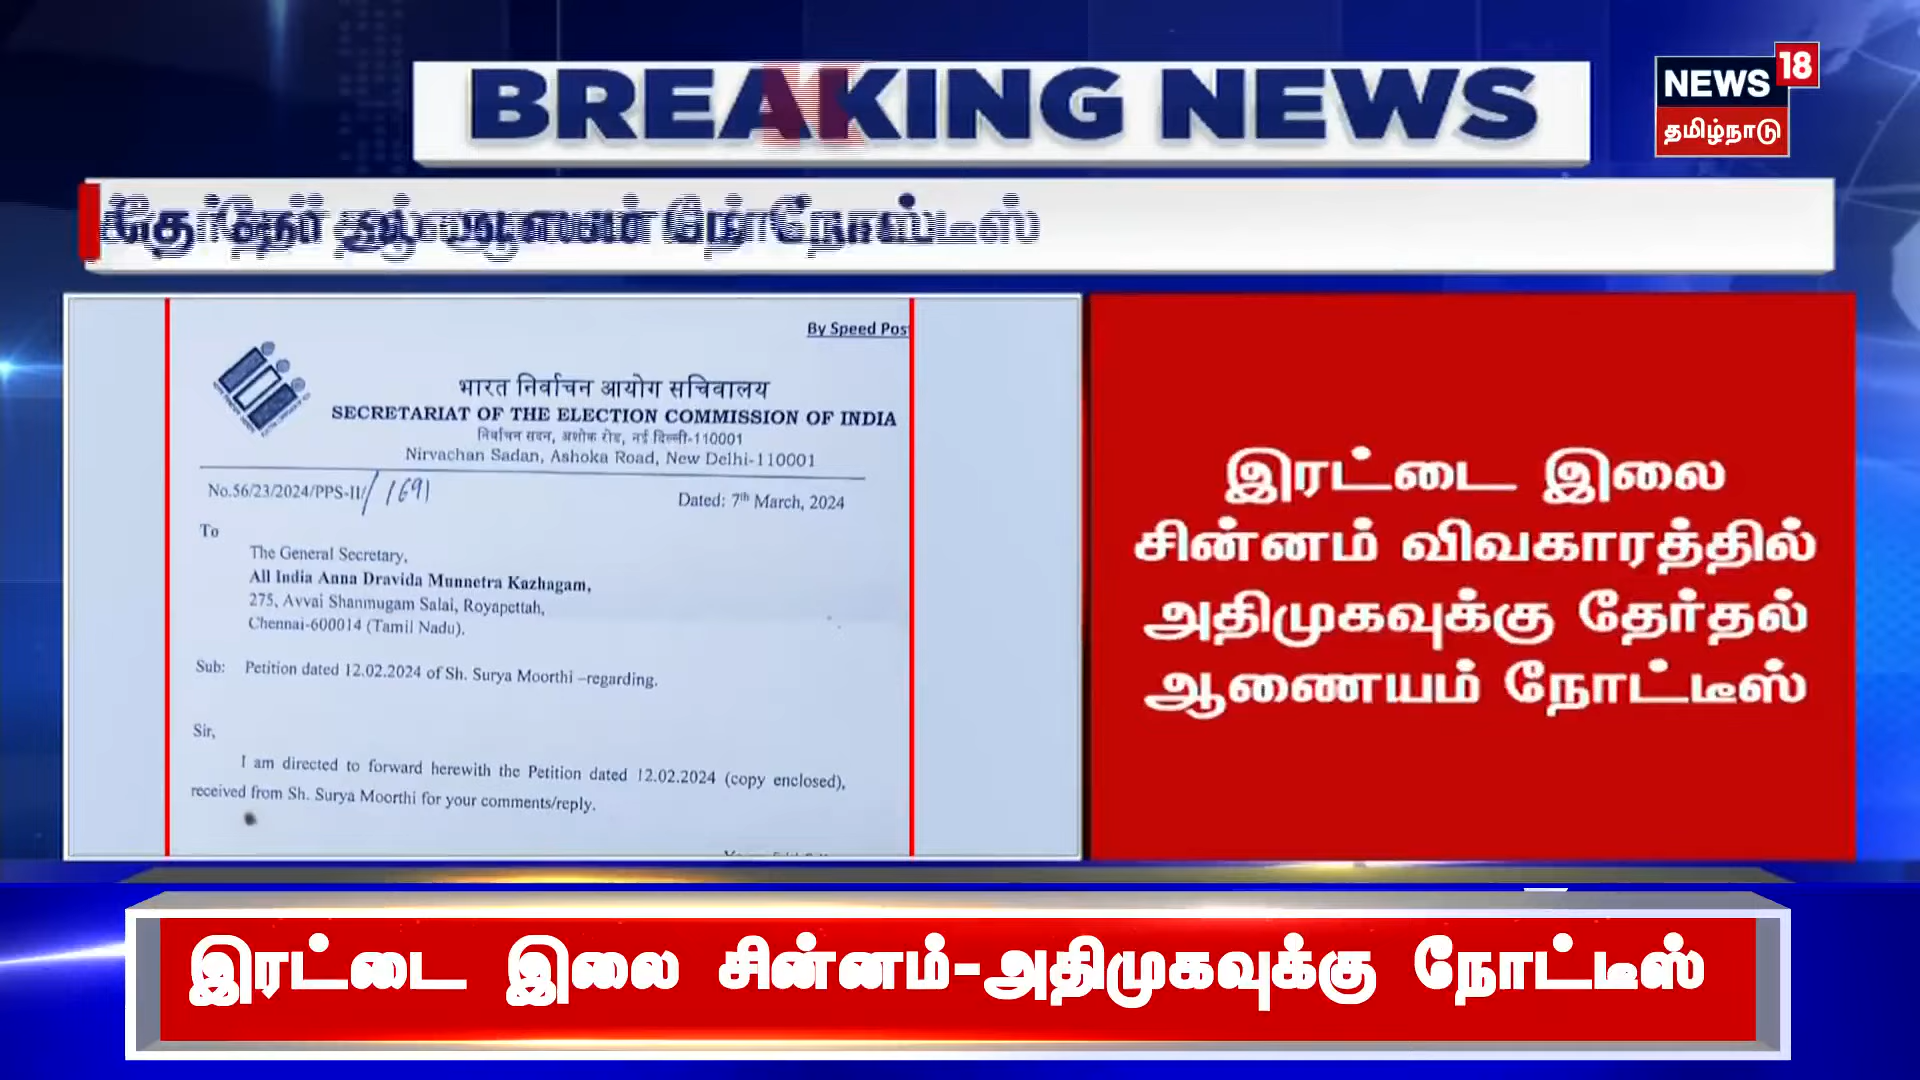 BREAKING NEWS
NEWS 18
தமிழ்நாடு
By Speed Pos
भारत निर्वाचन आयोग सचिवालय
SECRETARIAT OF THE ELECTION COMMISSION OF INDIA
निर्वाचन सदन, अशोक रोड, नई दिल्ली-110001
Nirvachan Sadan, Ashoka Road, New Delhi-110001
No.56/23/2024/PPS-II/ 1691
Dated: 7th March, 2024
To
The General Secretary,
All India Anna Dravida Munnetra Kazhagam,
275, Avvai Shanmugam Salai, Royapettah,
Chennai-600014 (Tamil Nadu).
Sub: Petition dated 12.02.2024 of Sh. Surya Moorthi –regarding.
Sir,
I am directed to forward herewith the Petition dated 12.02.2024 (copy enclosed),
received from Sh. Surya Moorthi for your comments/reply.
இரட்டை இலை
சின்னம் விவகாரத்தில்
அதிமுகவுக்கு தேர்தல்
ஆணையம் நோட்டீஸ்
இரட்டை இலை சின்னம்-அதிமுகவுக்கு நோட்டீஸ்